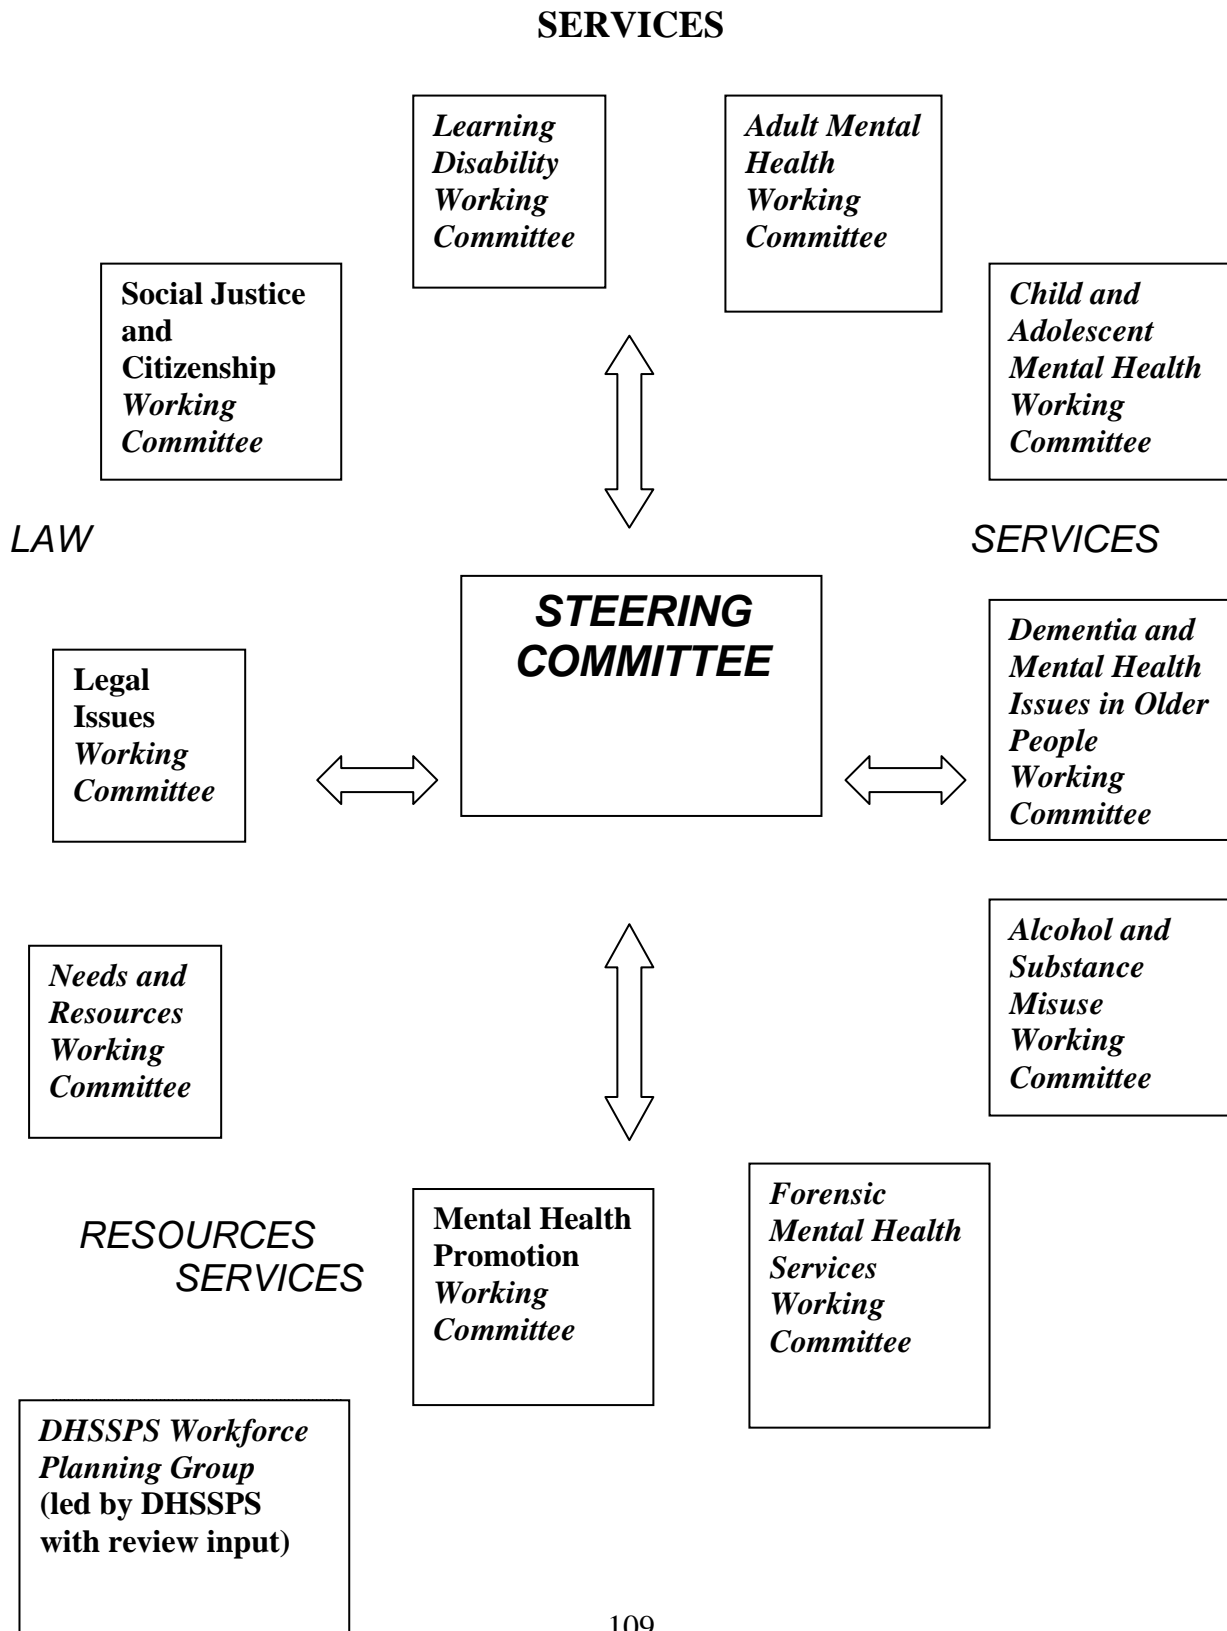 SERVICES
Learning
Disability
Working
Committee
Adult Mental
Health
Working
Committee
Social Justice
and
Citizenship
Working
Committee
Child and
Adolescent
Mental Health
Working
Committee
LAW
SERVICES
STEERING
COMMITTEE
Legal
Issues
Working
Committee
Dementia and
Mental Health
Issues in Older
People
Working
Committee
Needs and
Resources
Working
Committee
Alcohol and
Substance
Misuse
Working
Committee
RESOURCES
SERVICES
Mental Health
Promotion
Working
Committee
Forensic
Mental Health
Services
Working
Committee
DHSSPS Workforce
Planning Group
(led by DHSSPS
with review input)
109